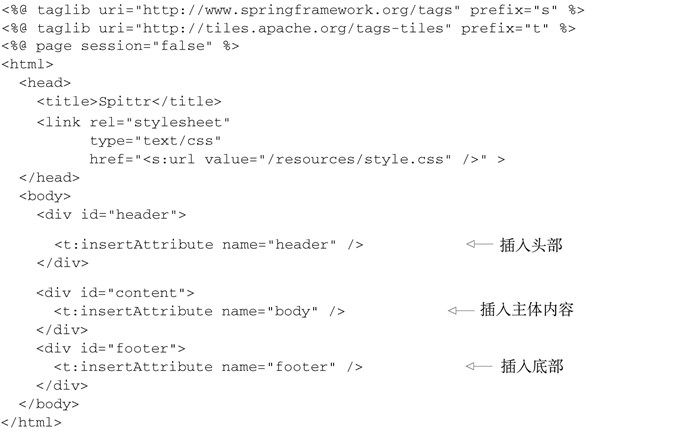 <%@ taglib uri="http://www.springframework.org/tags" prefix="s" %>
<%@ taglib uri="http://tiles.apache.org/tags-tiles" prefix="t" %>
<%@ page session="false" %>
<html>
  <head>
    <title>Spittr</title>
    <link rel="stylesheet"
          type="text/css"
          href="<s:url value="/resources/style.css" />" >
  </head>
  <body>
    <div id="header">
      <t:insertAttribute name="header" /> 插入头部
    </div>
    <div id="content">
      <t:insertAttribute name="body" /> 插入主体内容
    </div>
    <div id="footer">
      <t:insertAttribute name="footer" /> 插入底部
    </div>
  </body>
</html>